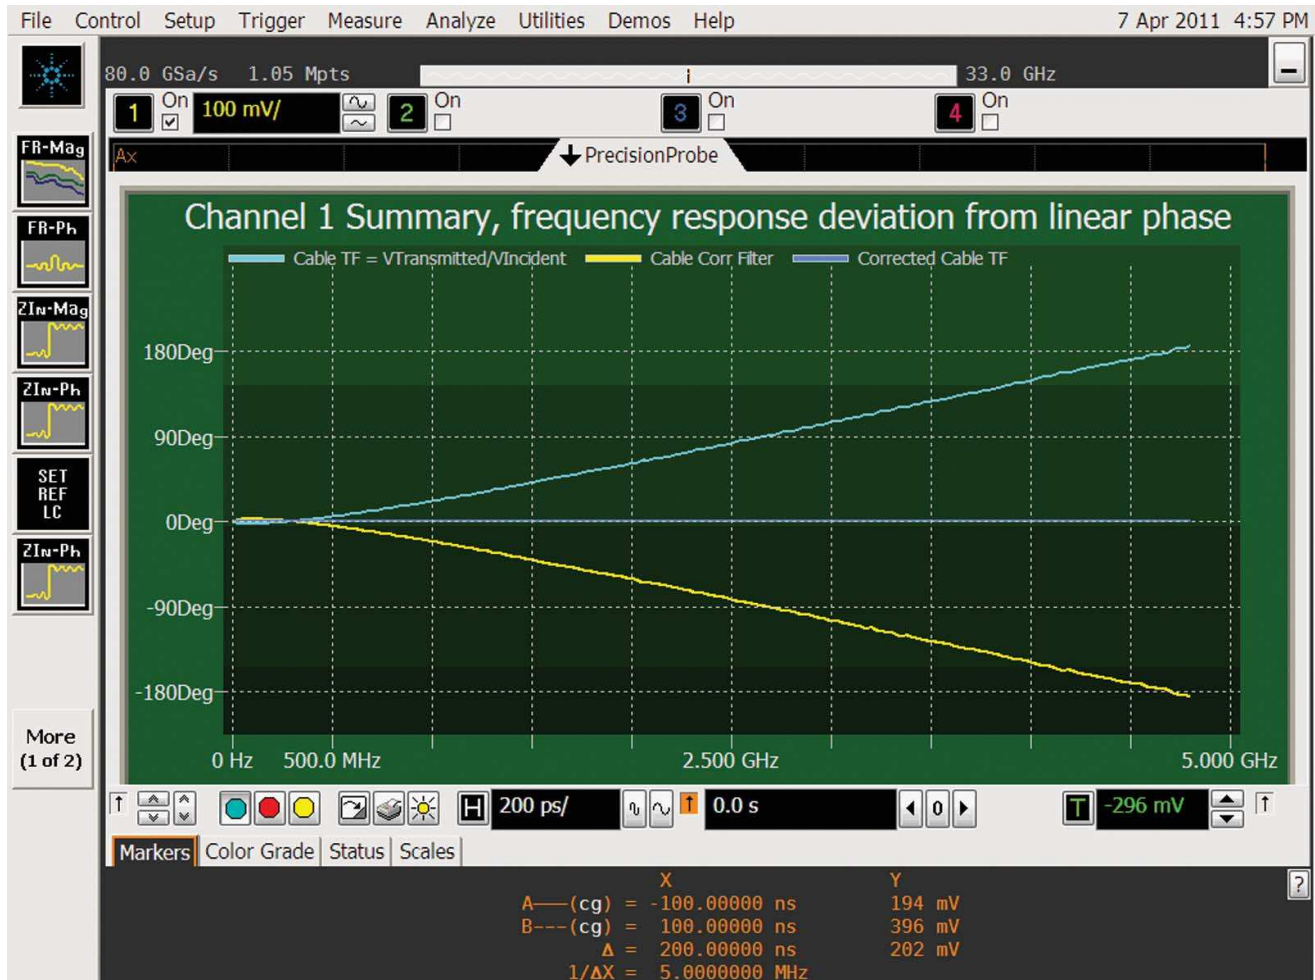 File Control Setup Trigger Measure Analyze Utilities Demos Help 7 Apr 2011 4:57 PM
80.0 GSa/s 1.05 Mpts 33.0 GHz
1 On 100 mV/ 2 On 3 On 4 On
Ax PrecisionProbe
FR-Mag
FR-Ph
ZIN-Mag
ZIN-Ph
SET
REF
LC
ZIN-Ph
More
(1 of 2)
Channel 1 Summary, frequency response deviation from linear phase
Cable TF = VTransmitted/VIncident Cable Corr Filter Corrected Cable TF
180Deg
90Deg
0Deg
-90Deg
-180Deg
0 Hz 500.0 MHz 2.500 GHz 5.000 GHz
H 200 ps/ 0.0 s 0 T -296 mV
Markers Color Grade Status Scales
?
X Y
A——(cg) = -100.00000 ns 194 mV
B---(cg) = 100.00000 ns 396 mV
Δ = 200.00000 ns 202 mV
1/ΔX = 5.0000000 MHz